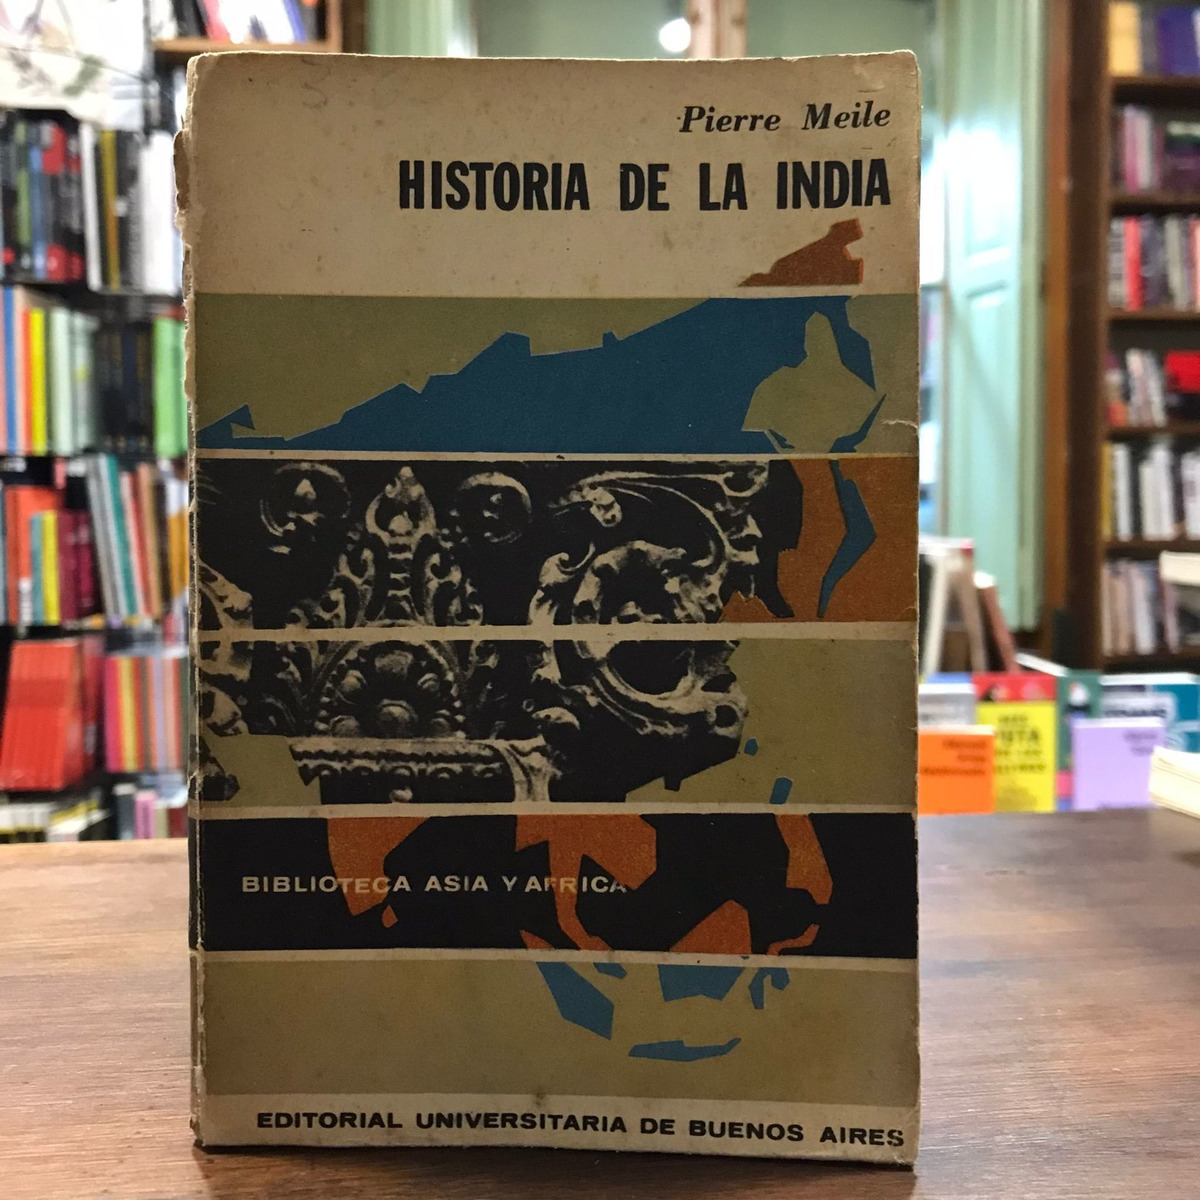 Pierre Meile
HISTORIA DE LA INDIA
BIBLIOTECA ASIA Y AFRICA
EDITORIAL UNIVERSITARIA DE BUENOS AIRES